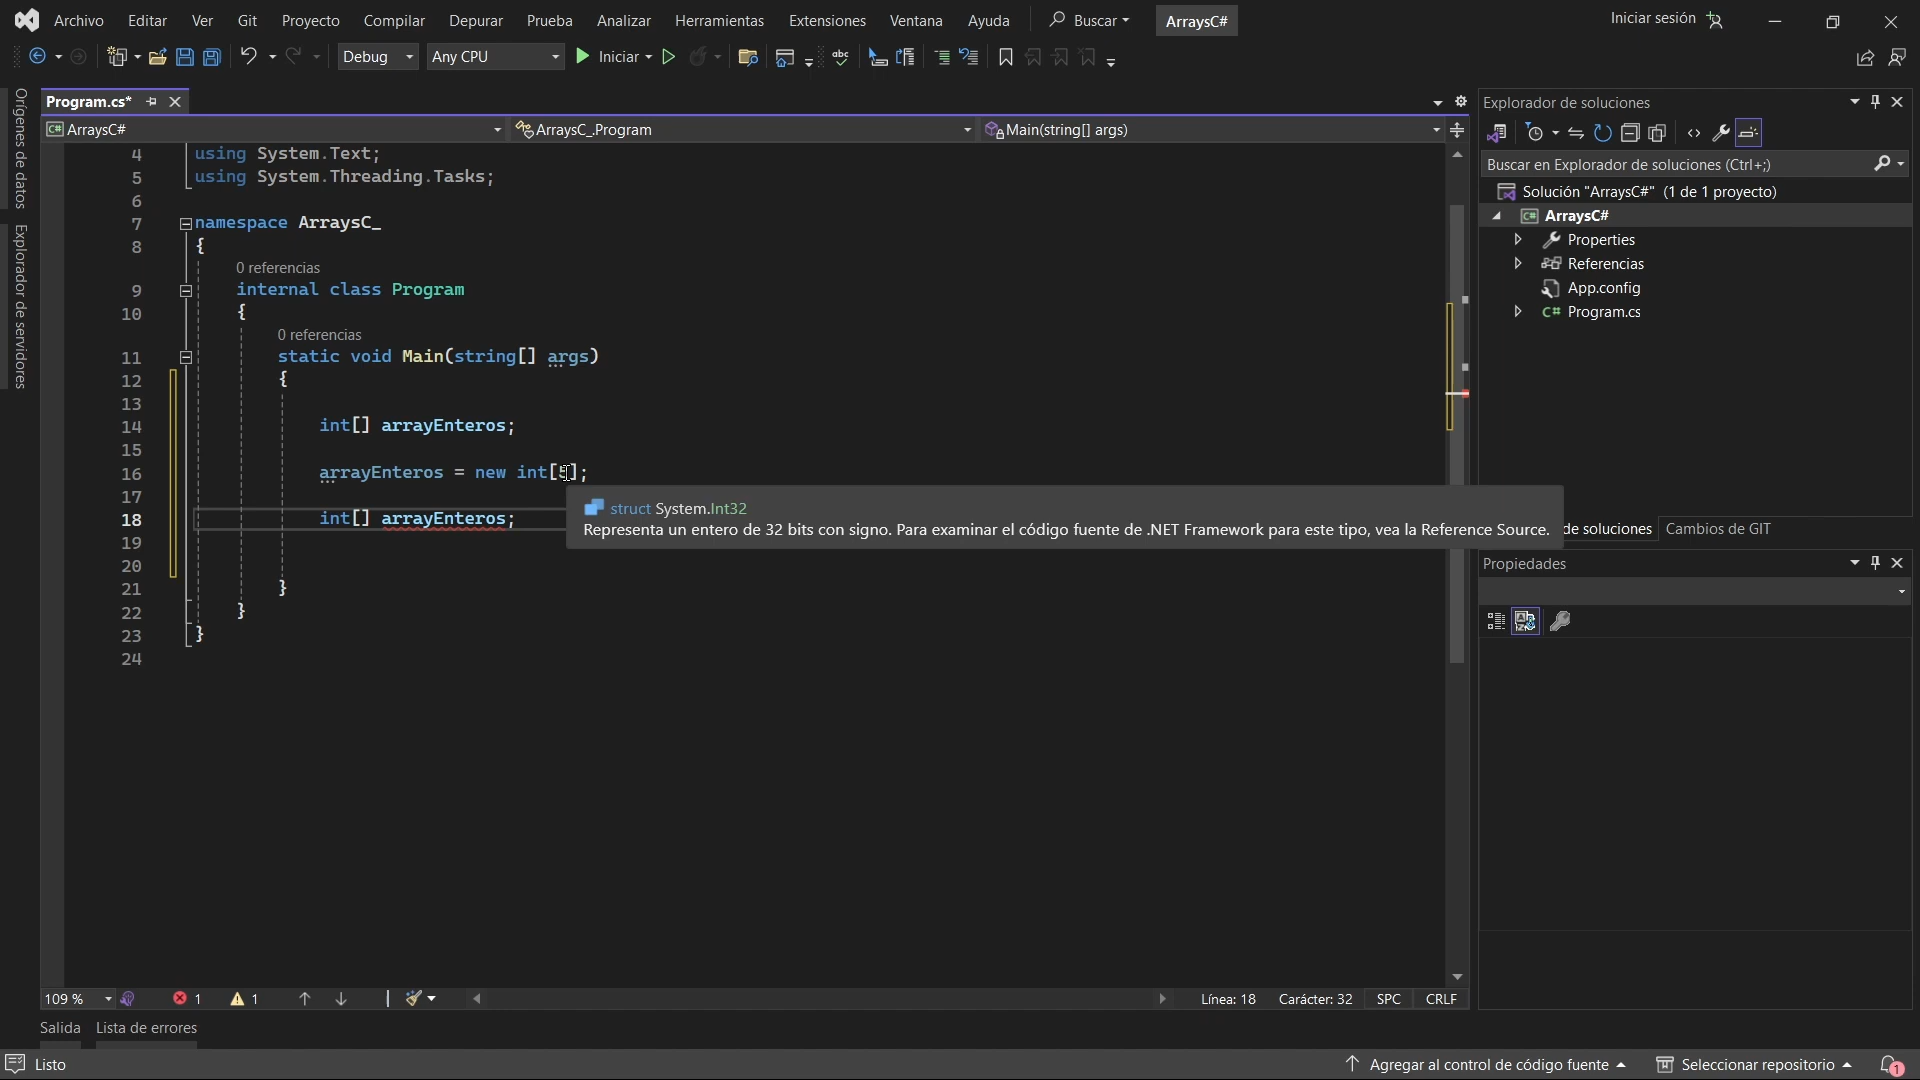 Archivo Editar Ver Git Proyecto Compilar Depurar Prueba Analizar Herramientas Extensiones Ventana Ayuda Buscar ArraysC# Iniciar sesión
Debug Any CPU Iniciar abc
Orígenes de datos
Explorador de servidores
Program.cs*
ArraysC# ArraysC_.Program Main(string[] args)
4 using System.Text;
5 using System.Threading.Tasks;
6
7 namespace ArraysC_
8 {
0 referencias
9 internal class Program
10 {
0 referencias
11 static void Main(string[] args)
12 {
13
14 int[] arrayEnteros;
15
16 arrayEnteros = new int[5];
17
18 int[] arrayEnteros;
19
20
21 }
22 }
23 }
24
struct System.Int32
Representa un entero de 32 bits con signo. Para examinar el código fuente de .NET Framework para este tipo, vea la Reference Source.
Explorador de soluciones
Buscar en Explorador de soluciones (Ctrl+;)
Solución "ArraysC#" (1 de 1 proyecto)
C# ArraysC#
Properties
Referencias
App.config
C# Program.cs
de soluciones Cambios de GIT
Propiedades
109 % 1 1 Línea: 18 Carácter: 32 SPC CRLF
Salida Lista de errores
Listo Agregar al control de código fuente Seleccionar repositorio 1